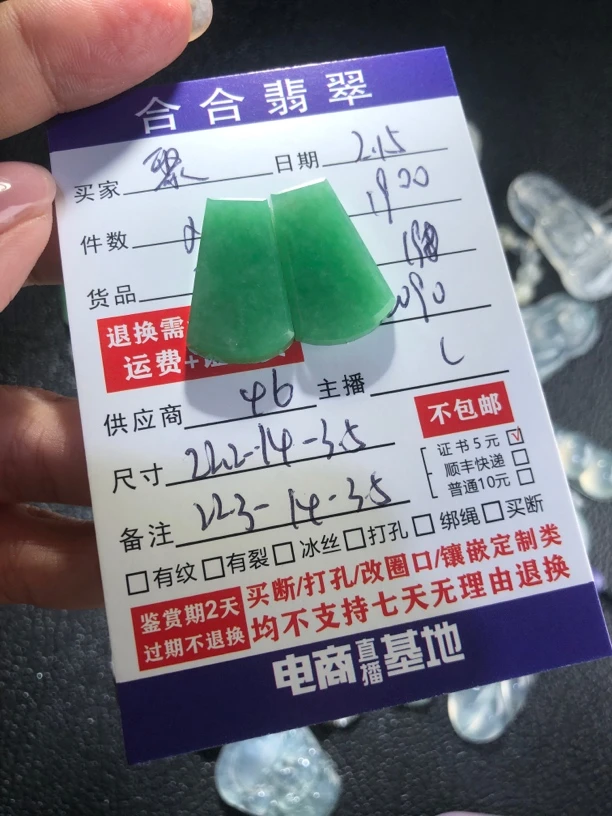 合合翡翠
买家 聚 日期 2.15
件数 1900
货品
2090
退换需
运费+证
供应商 46 主播 L
不包邮
尺寸 22.2-14-3.5
证书5元 ☑
顺丰快递 □
普通10元 □
备注 22.3-14-3.5
□有纹 □有裂 □冰丝 □打孔 □绑绳 □买断
鉴赏期2天
过期不退换
买断/打孔/改圈口/镶嵌定制类
均不支持七天无理由退换
电商直播基地